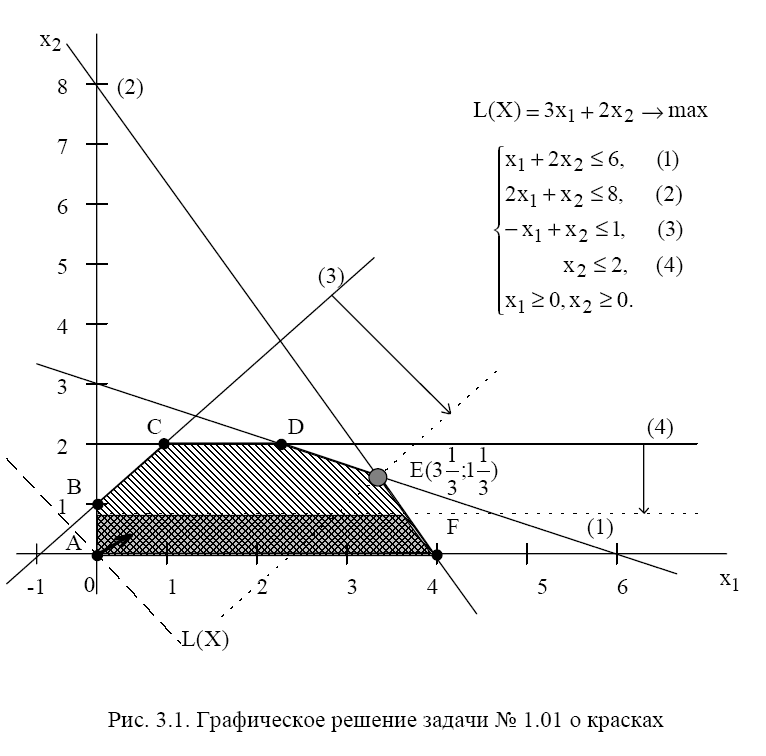 x₂
8
(2)
L(X) = 3x₁ + 2x₂ → max
7
x₁ + 2x₂ ≤ 6, (1)
2x₁ + x₂ ≤ 8, (2)
6
−x₁ + x₂ ≤ 1, (3)
x₂ ≤ 2, (4)
x₁ ≥ 0, x₂ ≥ 0.
5
(3)
4
3
C
D
(4)
2
E(3 1/3; 1 1/3)
B
1
F
(1)
A
-1
0
1
2
3
4
5
6
x₁
L(X)
Рис. 3.1. Графическое решение задачи № 1.01 о красках